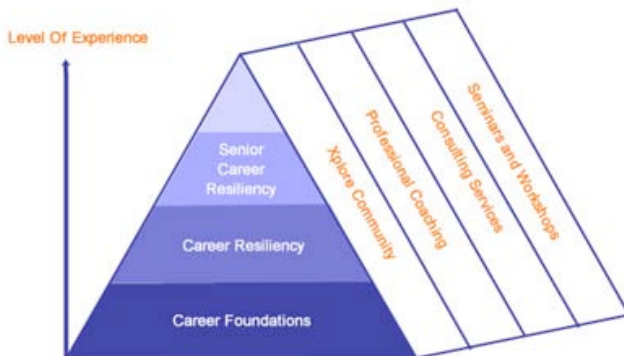 Level Of Experience
Senior
Career
Resiliency
Career Resiliency
Career Foundations
Xplore Community
Professional Coaching
Consulting Services
Seminars and Workshops